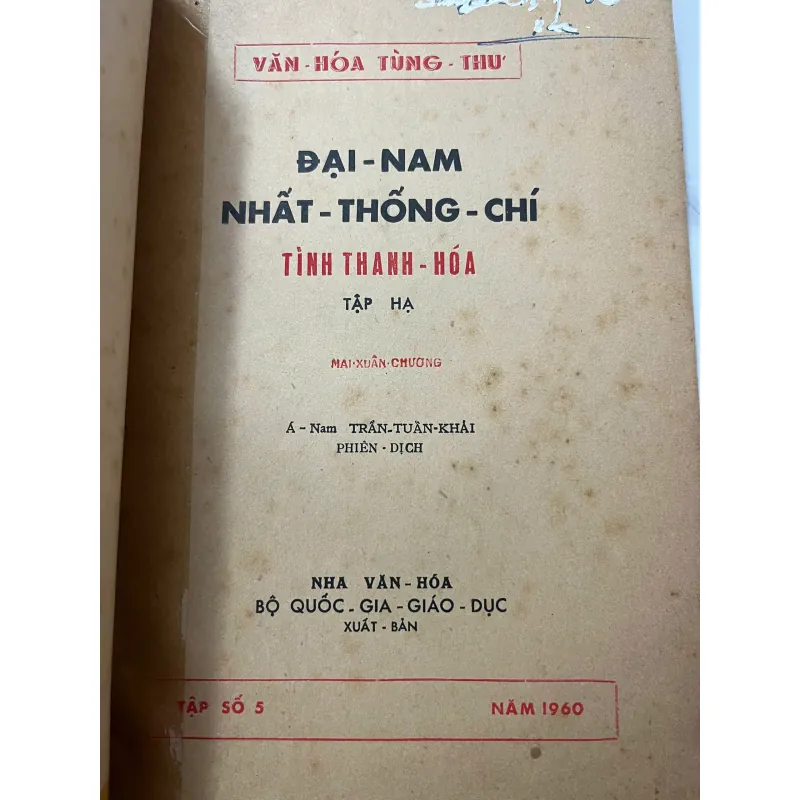 VĂN - HÓA TÙNG - THƯ
ĐẠI - NAM
NHẤT - THỐNG - CHÍ
TỈNH THANH - HÓA
TẬP HẠ
MAI·XUÂN·CHƯƠNG
Á - Nam TRẦN-TUẤN-KHẢI
PHIÊN - DỊCH
NHA VĂN - HÓA
BỘ QUỐC - GIA - GIÁO - DỤC
XUẤT - BẢN
TẬP SỐ 5
NĂM 1960